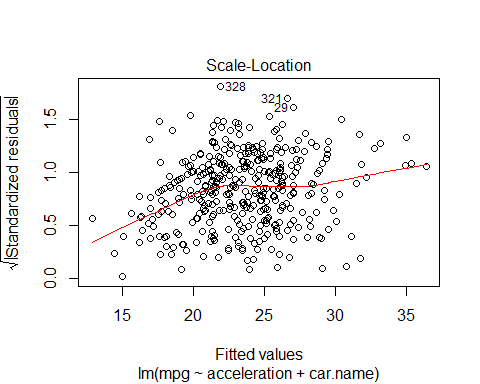 Scale-Location
√|Standardized residuals|
0.0 0.5 1.0 1.5
328
321
29
15 20 25 30 35
Fitted values
lm(mpg ~ acceleration + car.name)